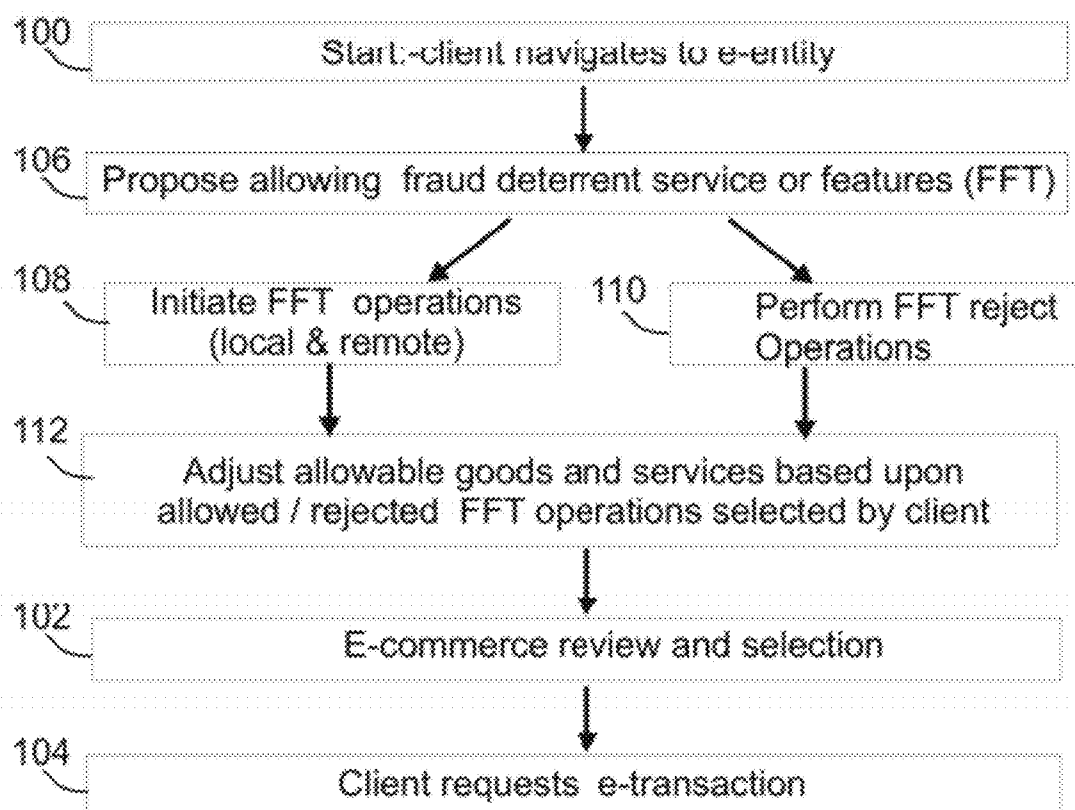 100
Start:-client navigates to e-entity
106
Propose allowing fraud deterrent service or features (FFT)
108
Initiate FFT operations
(local & remote)
110
Perform FFT reject
Operations
112
Adjust allowable goods and services based upon
allowed / rejected FFT operations selected by client
102
E-commerce review and selection
104
Client requests e-transaction